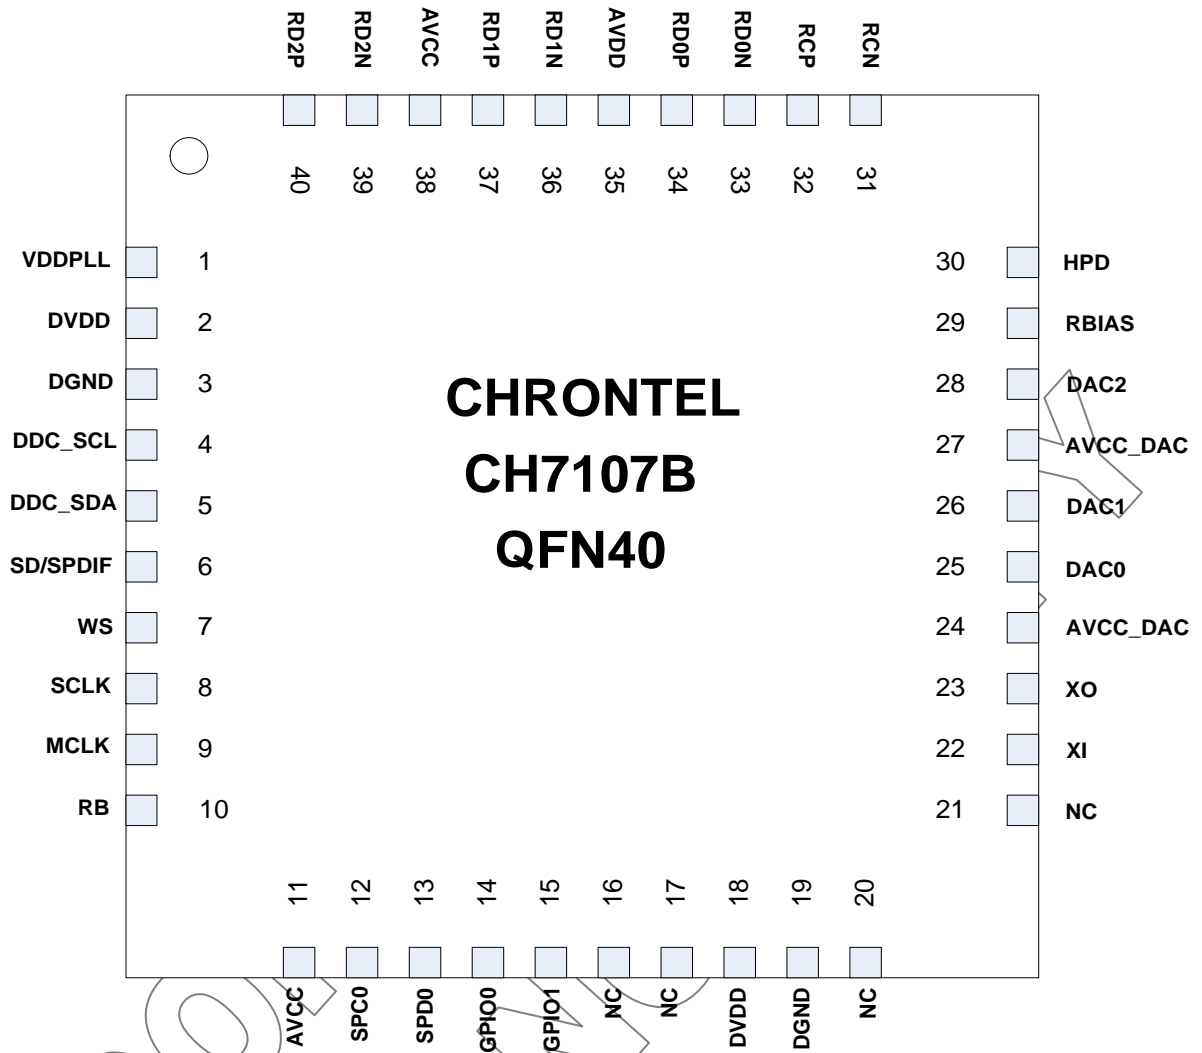 RD2P
RD2N
AVCC
RD1P
RD1N
AVDD
RD0P
RD0N
RCP
RCN
40
39
38
37
36
35
34
33
32
31
VDDPLL 1
DVDD 2
DGND 3
DDC_SCL 4
DDC_SDA 5
SD/SPDIF 6
WS 7
SCLK 8
MCLK 9
RB 10
CHRONTEL
CH7107B
QFN40
30 HPD
29 RBIAS
28 DAC2
27 AVCC_DAC
26 DAC1
25 DAC0
24 AVCC_DAC
23 XO
22 XI
21 NC
11
12
13
14
15
16
17
18
19
20
AVCC
SPC0
SPD0
GPIO0
GPIO1
NC
NC
DVDD
DGND
NC